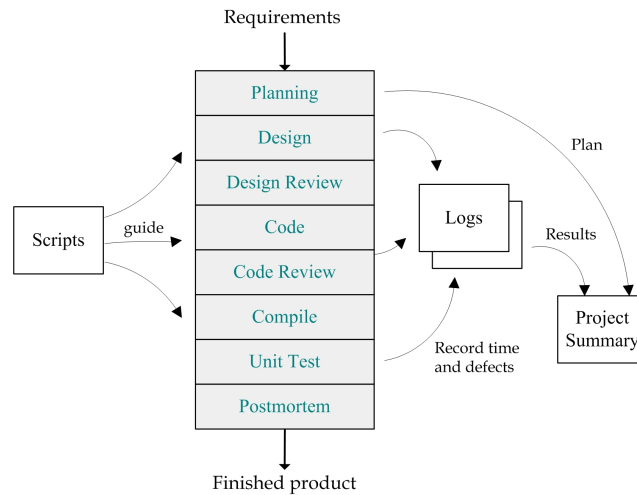 Requirements
Planning
Design
Design Review
Code
Code Review
Compile
Unit Test
Postmortem
Finished product
Scripts
guide
Logs
Record time
and defects
Plan
Results
Project
Summary